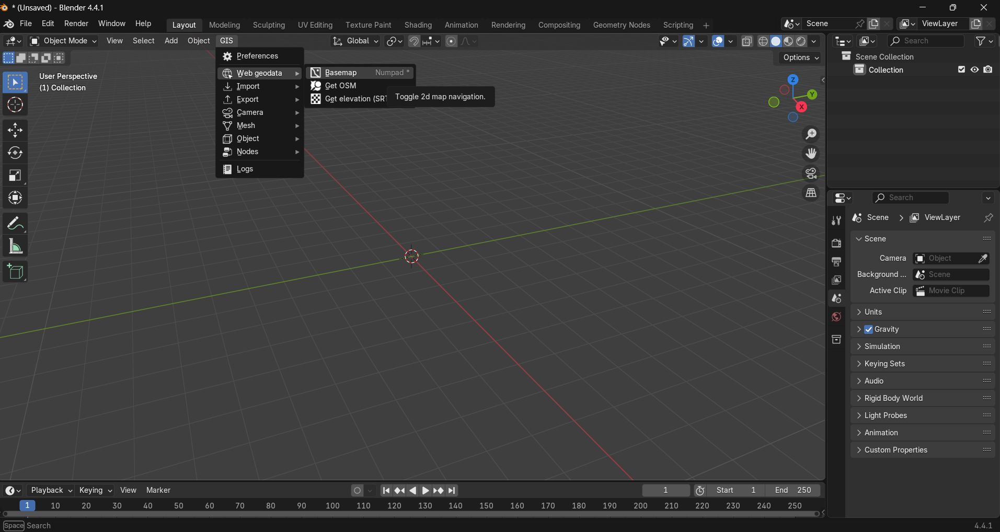 * (Unsaved) - Blender 4.4.1
File Edit Render Window Help Layout Modeling Sculpting UV Editing Texture Paint Shading Animation Rendering Compositing Geometry Nodes Scripting + Scene ViewLayer
Object Mode View Select Add Object GIS Global Search
Options
Preferences
Web geodata
Import
Export
Camera
Mesh
Object
Nodes
Logs
Basemap Numpad *
Get OSM
Get elevation (SRT
Toggle 2d map navigation.
User Perspective
(1) Collection
Z
Y
X
Scene Collection
Collection
Search
Scene > ViewLayer
Scene
Camera Object
Background ... Scene
Active Clip Movie Clip
Units
Gravity
Simulation
Keying Sets
Audio
Rigid Body World
Light Probes
Animation
Custom Properties
Playback Keying View Marker 1 Start 1 End 250
1 10 20 30 40 50 60 70 80 90 100 110 120 130 140 150 160 170 180 190 200 210 220 230 240 250
Space Search 4.4.1